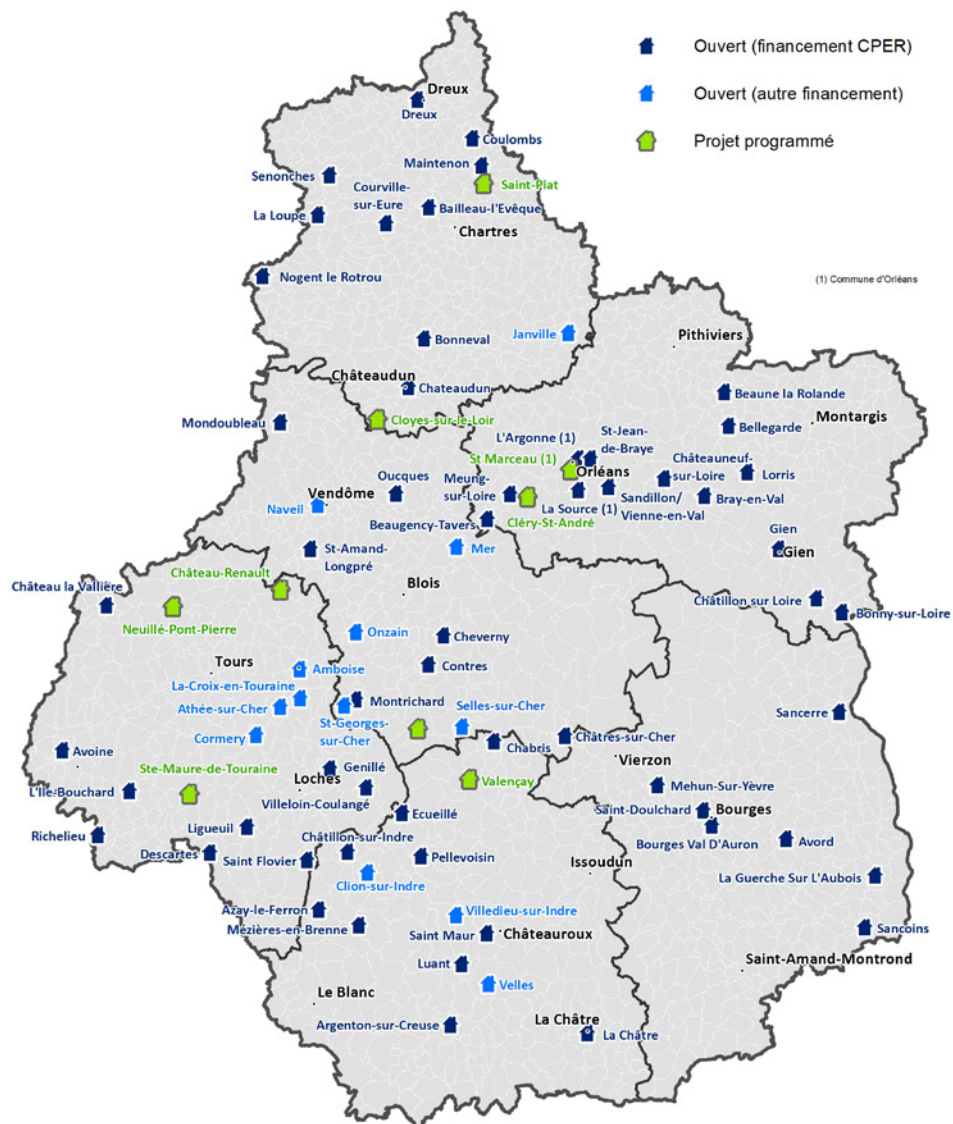 Ouvert (financement CPER)
Ouvert (autre financement)
Projet programmé
Dreux
Dreux
Coulombs
Maintenon
Saint-Piat
Senonches
Courville-
sur-Eure
Bailleau-l'Evêque
La Loupe
Chartres
Nogent le Rotrou
(1) Commune d'Orléans
Janville
Bonneval
Pithiviers
Châteaudun
Chateaudun
Beaune la Rolande
Montargis
Cloyes-sur-le-Loir
Mondoubleau
Bellegarde
L'Argonne (1)
St-Jean-
de-Braye
St Marceau (1)
Orléans
Châteauneuf-
sur-Loire
Lorris
Oucques
Meung-
sur-Loire
Vendôme
Naveil
La Source (1)
Sandillon/
Vienne-en-Val
Bray-en-Val
Beaugency-Tavers
Cléry-St-André
Gien
Gien
St-Amand-
Longpré
Mer
Château-Renault
Château la Vallière
Blois
Neuillé-Pont-Pierre
Châtillon sur Loire
Bonny-sur-Loire
Onzain
Cheverny
Tours
Amboise
Contres
La-Croix-en-Touraine
Athée-sur-Cher
Montrichard
Selles-sur-Cher
St-Georges-
sur-Cher
Sancerre
Cormery
Châtres-sur-Cher
Chabris
Avoine
Vierzon
Ste-Maure-de-Touraine
Genillé
Loches
Valençay
Mehun-Sur-Yèvre
L'Ile-Bouchard
Villeloin-Coulangé
Saint-Doulchard
Bourges
Ecueillé
Richelieu
Ligueuil
Châtillon-sur-Indre
Bourges Val D'Auron
Avord
Descartes
Saint Flovier
Pellevoisin
Issoudun
La Guerche Sur L'Aubois
Clion-sur-Indre
Azay-le-Ferron
Villedieu-sur-Indre
Mézières-en-Brenne
Saint Maur
Châteauroux
Sancoins
Luant
Saint-Amand-Montrond
Velles
Le Blanc
Argenton-sur-Creuse
La Châtre
La Châtre